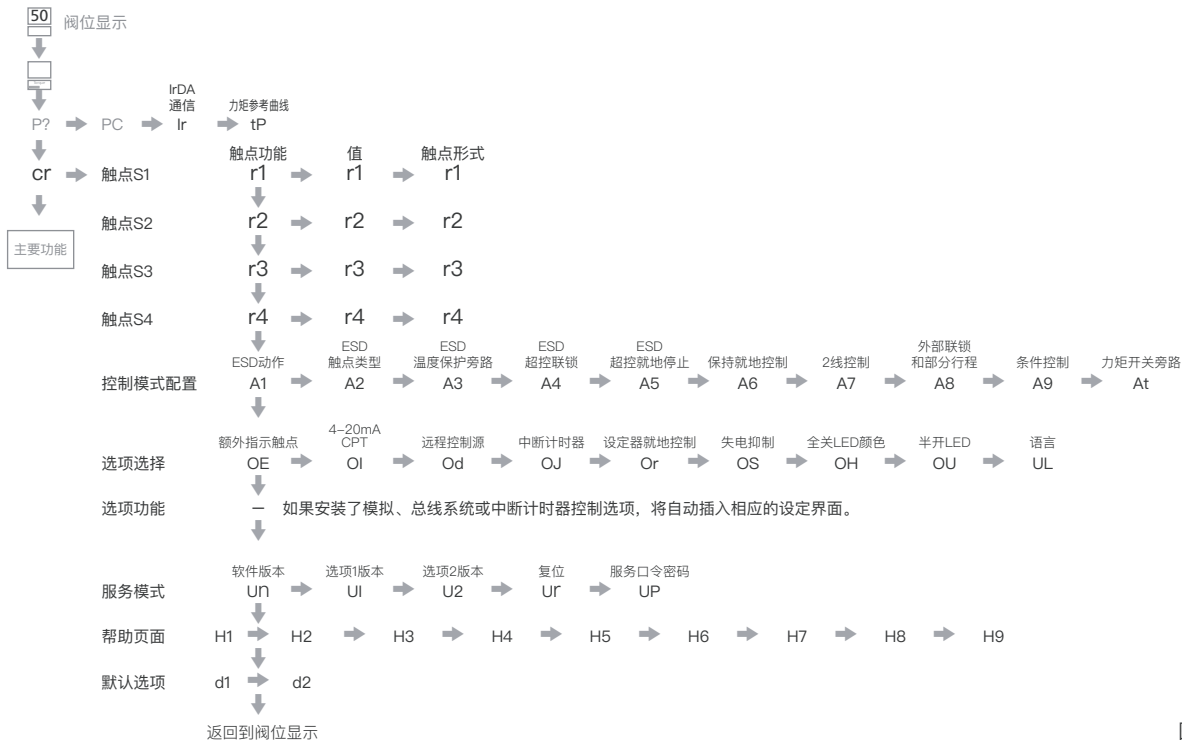 50 阀位显示
IrDA
通信 力矩参考曲线
P? PC Ir tP
触点功能 值 触点形式
cr 触点S1 r1 r1 r1
触点S2 r2 r2 r2
主要功能
触点S3 r3 r3 r3
触点S4 r4 r4 r4
ESD ESD ESD ESD 外部联锁
ESD动作 触点类型 温度保护旁路 超控联锁 超控就地停止 保持就地控制 2线控制 和部分行程 条件控制 力矩开关旁路
控制模式配置 A1 A2 A3 A4 A5 A6 A7 A8 A9 At
4-20mA
额外指示触点 CPT 远程控制源 中断计时器 设定器就地控制 失电抑制 全关LED颜色 半开LED 语言
选项选择 OE OI Od OJ Or OS OH OU UL
选项功能 – 如果安装了模拟、总线系统或中断计时器控制选项，将自动插入相应的设定界面。
软件版本 选项1版本 选项2版本 复位 服务口令密码
服务模式 Un UI U2 Ur UP
帮助页面 H1 H2 H3 H4 H5 H6 H7 H8 H9
默认选项 d1 d2
返回到阀位显示